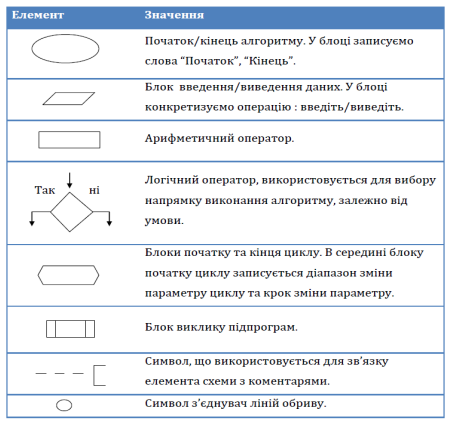 Елемент Значення
Початок/кінець алгоритму. У блоці записуємо
слова “Початок”, “Кінець”.
Блок введення/виведення даних. У блоці
конкретизуємо операцію : введіть/виведіть.
Арифметичний оператор.
Так ні
Логічний оператор, використовується для вибору
напрямку виконання алгоритму, залежно від
умови.
Блоки початку та кінця циклу. В середині блоку
початку циклу записується діапазон зміни
параметру циклу та крок зміни параметру.
Блок виклику підпрограм.
Символ, що використовується для зв’язку
елемента схеми з коментарями.
Символ з’єднувач ліній обриву.